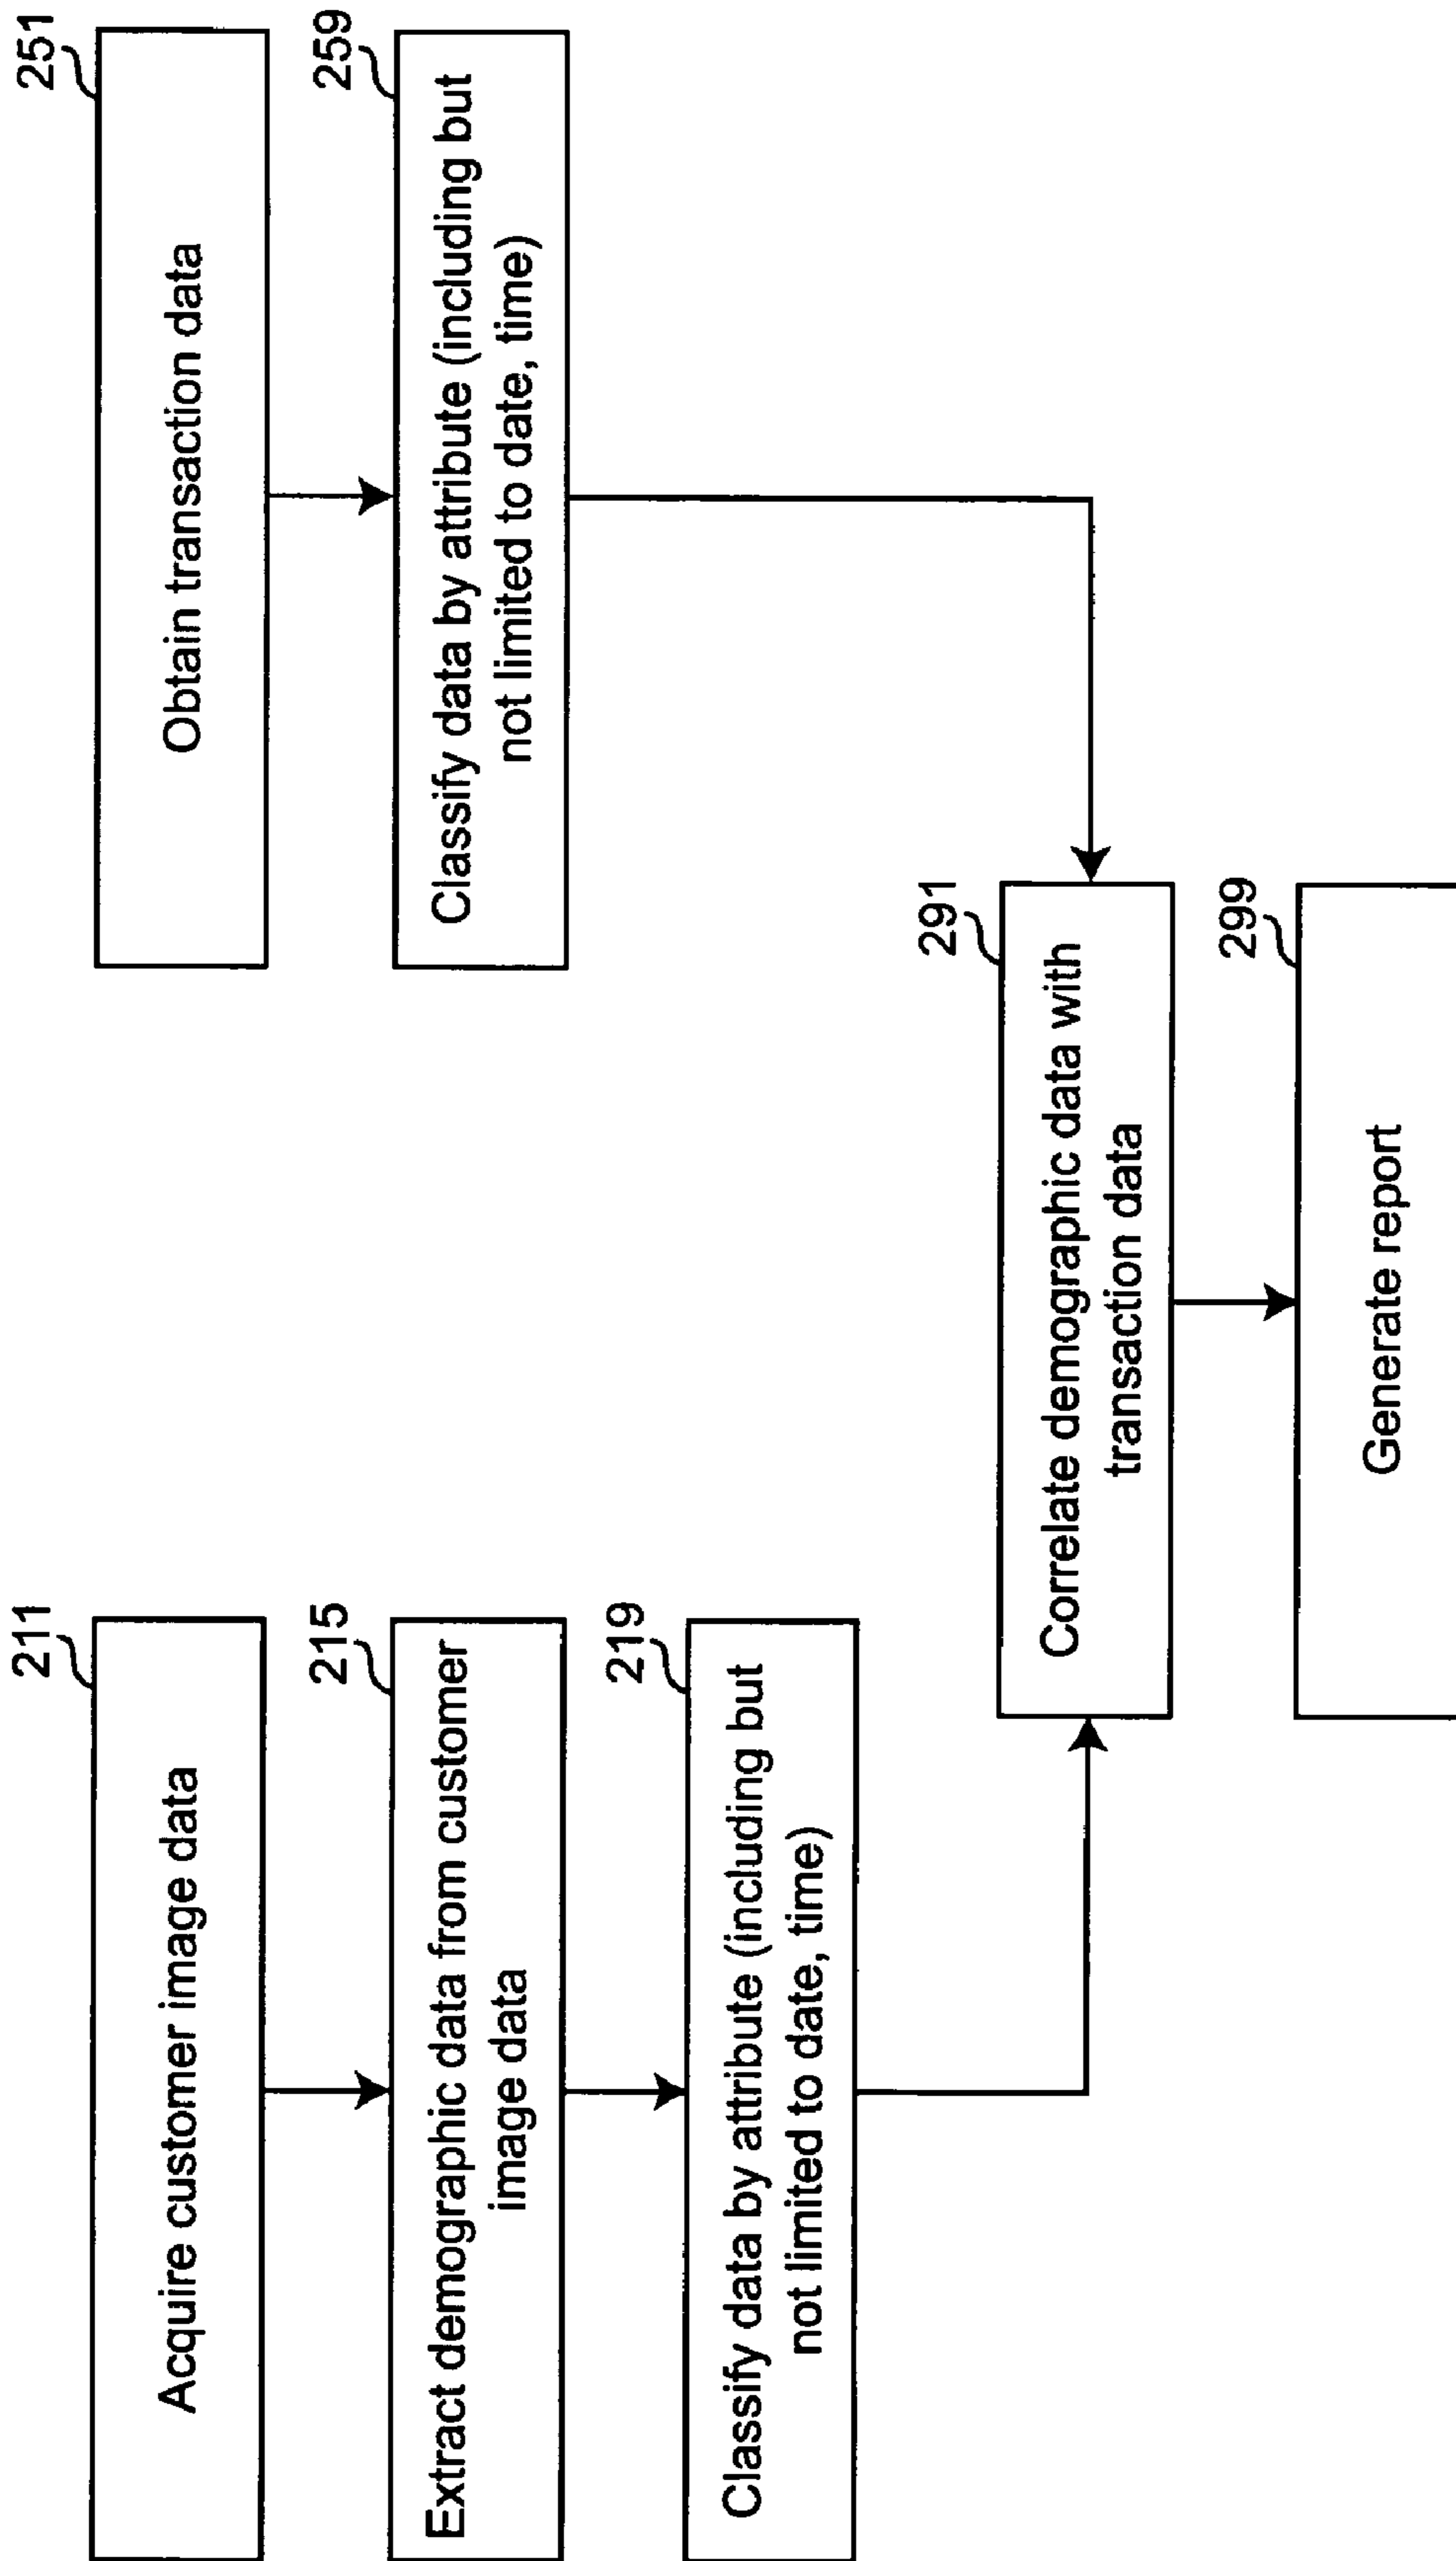 211
Acquire customer image data
215
Extract demographic data from customer
image data
219
Classify data by attribute (including but
not limited to date, time)
251
Obtain transaction data
259
Classify data by attribute (including but
not limited to date, time)
291
Correlate demographic data with
transaction data
299
Generate report